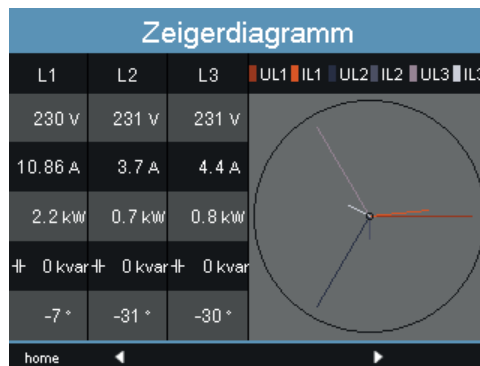 Zeigerdiagramm
L1 L2 L3 UL1 IL1 UL2 IL2 UL3 IL3
230 V 231 V 231 V
10.86 A 3.7 A 4.4 A
2.2 kW 0.7 kW 0.8 kW
0 kvar 0 kvar 0 kvar
-7 ° -31 ° -30 °
home